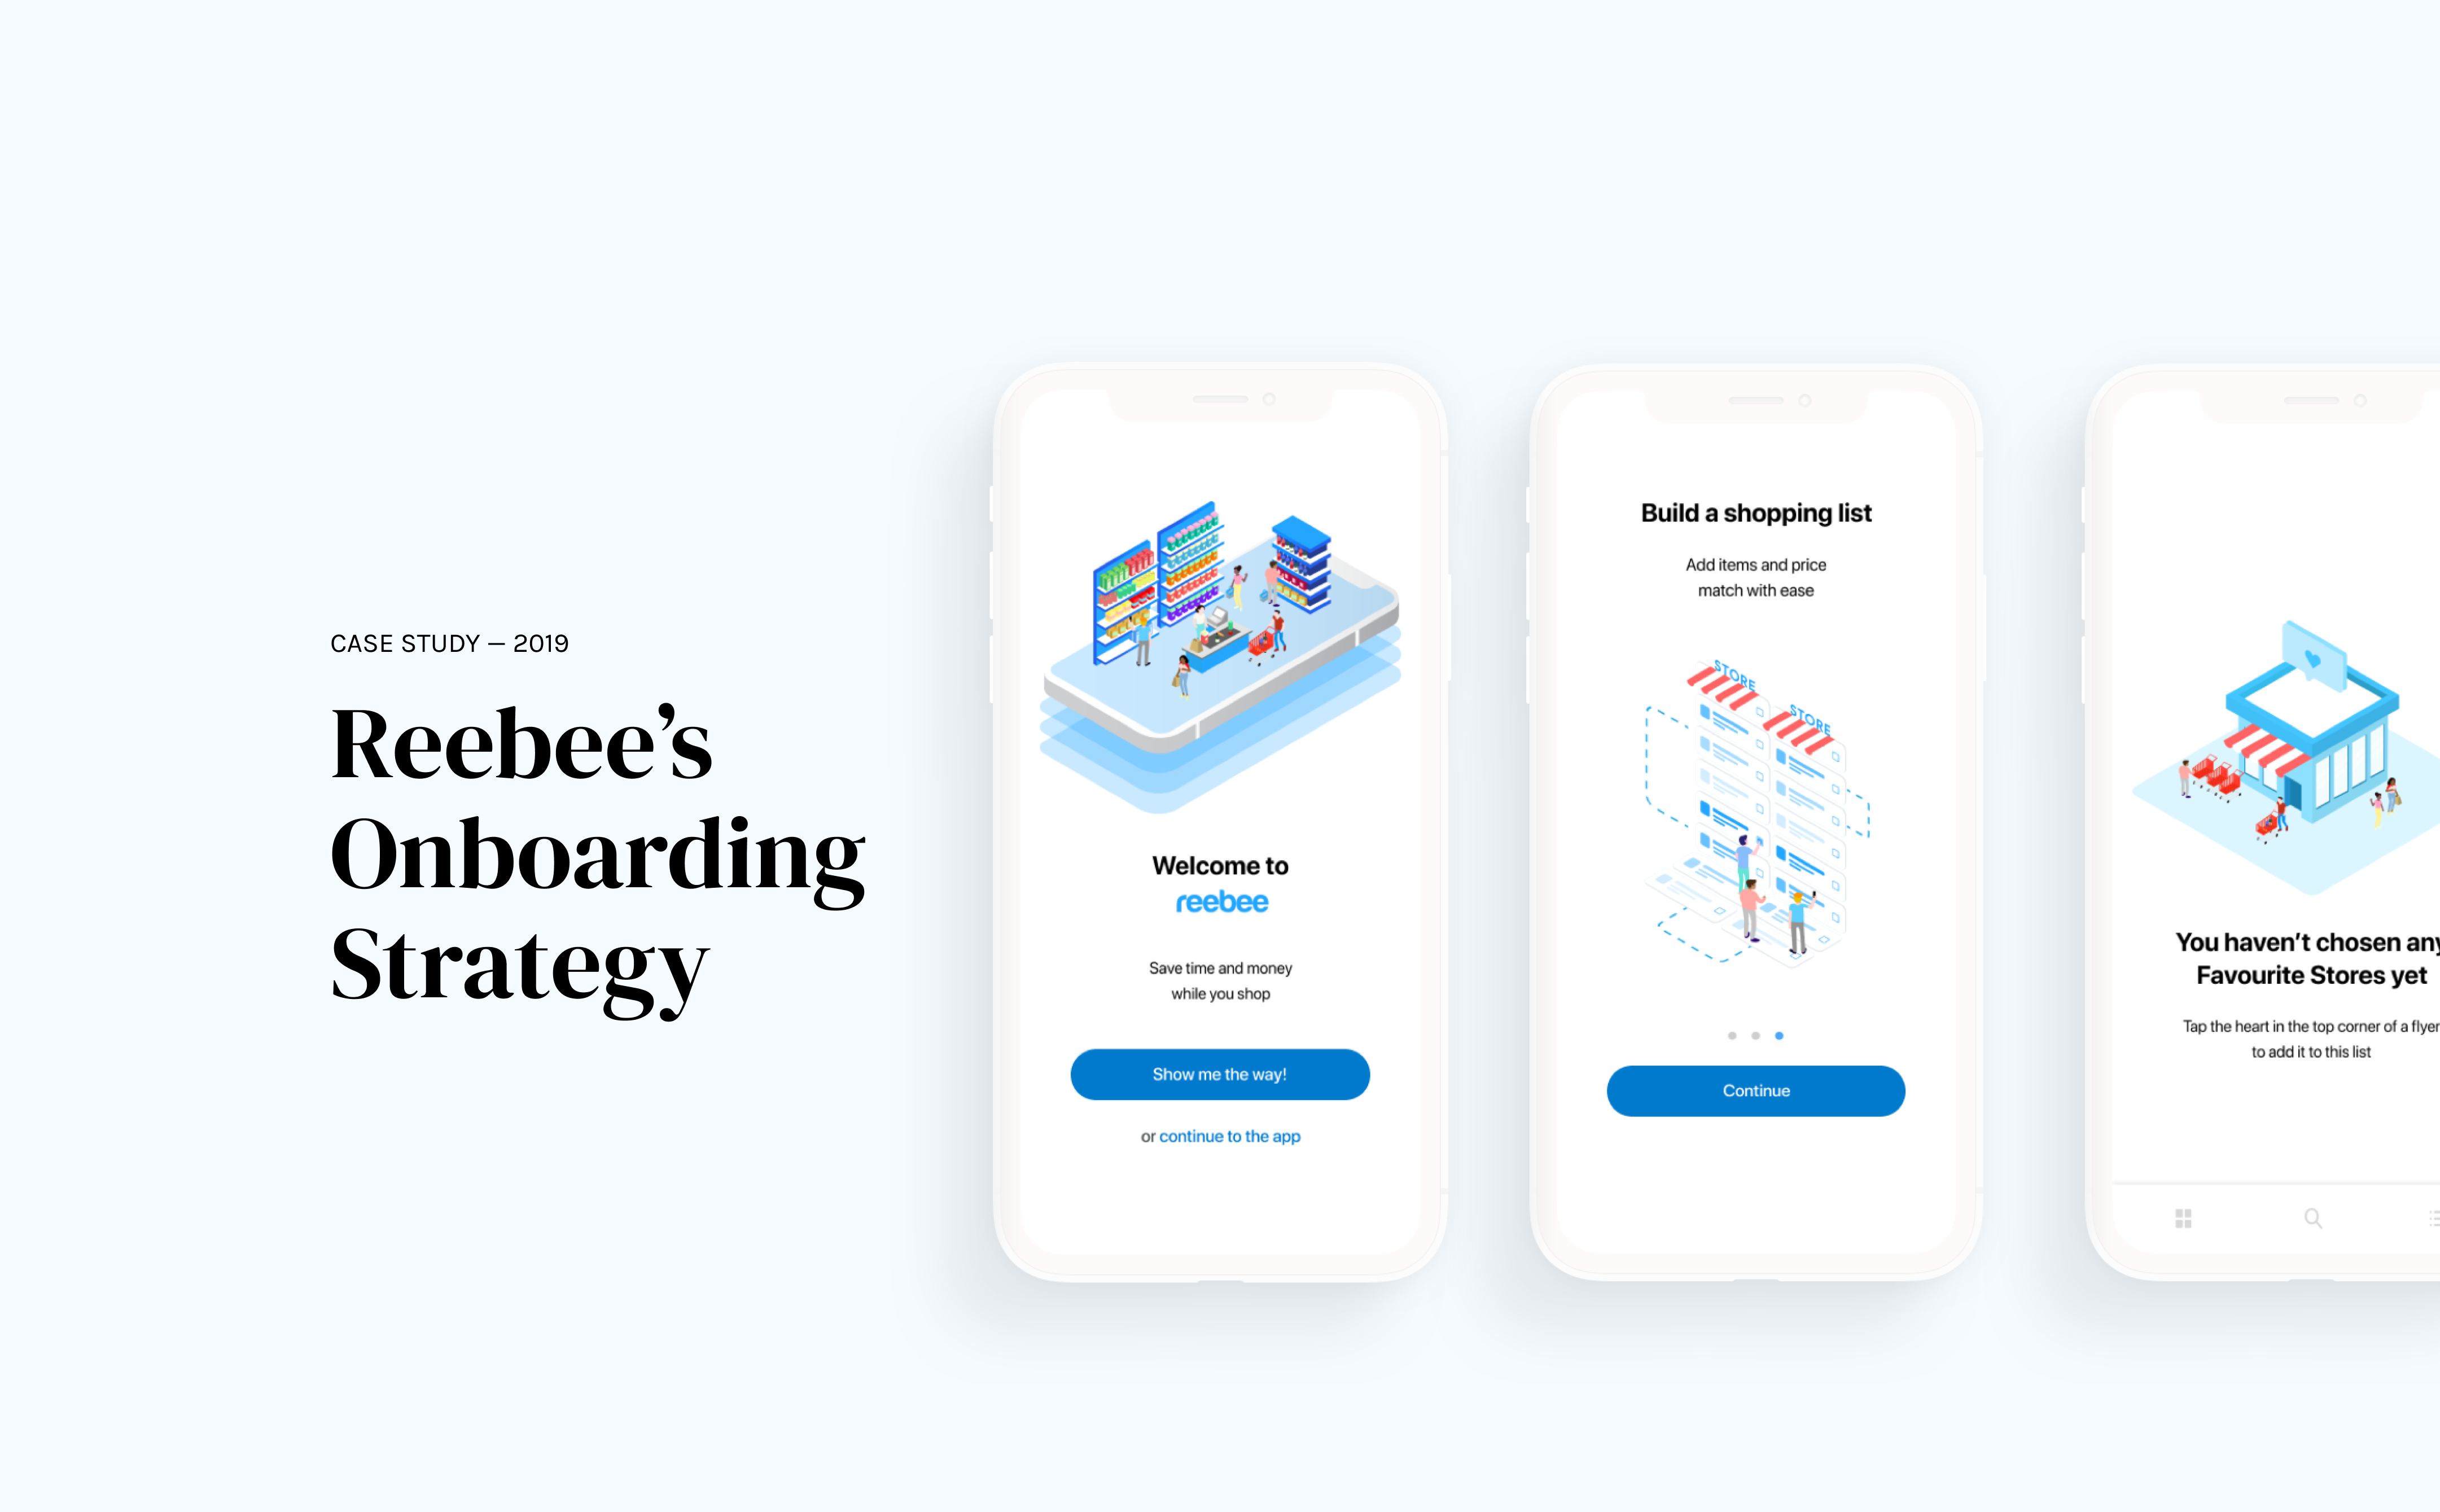 CASE STUDY — 2019
Reebee’s
Onboarding
Strategy
Welcome to
reebee
Save time and money
while you shop
Show me the way!
or continue to the app
Build a shopping list
Add items and price
match with ease
STORE
STORE
Continue
You haven’t chosen any
Favourite Stores yet
Tap the heart in the top corner of a flyer
to add it to this list